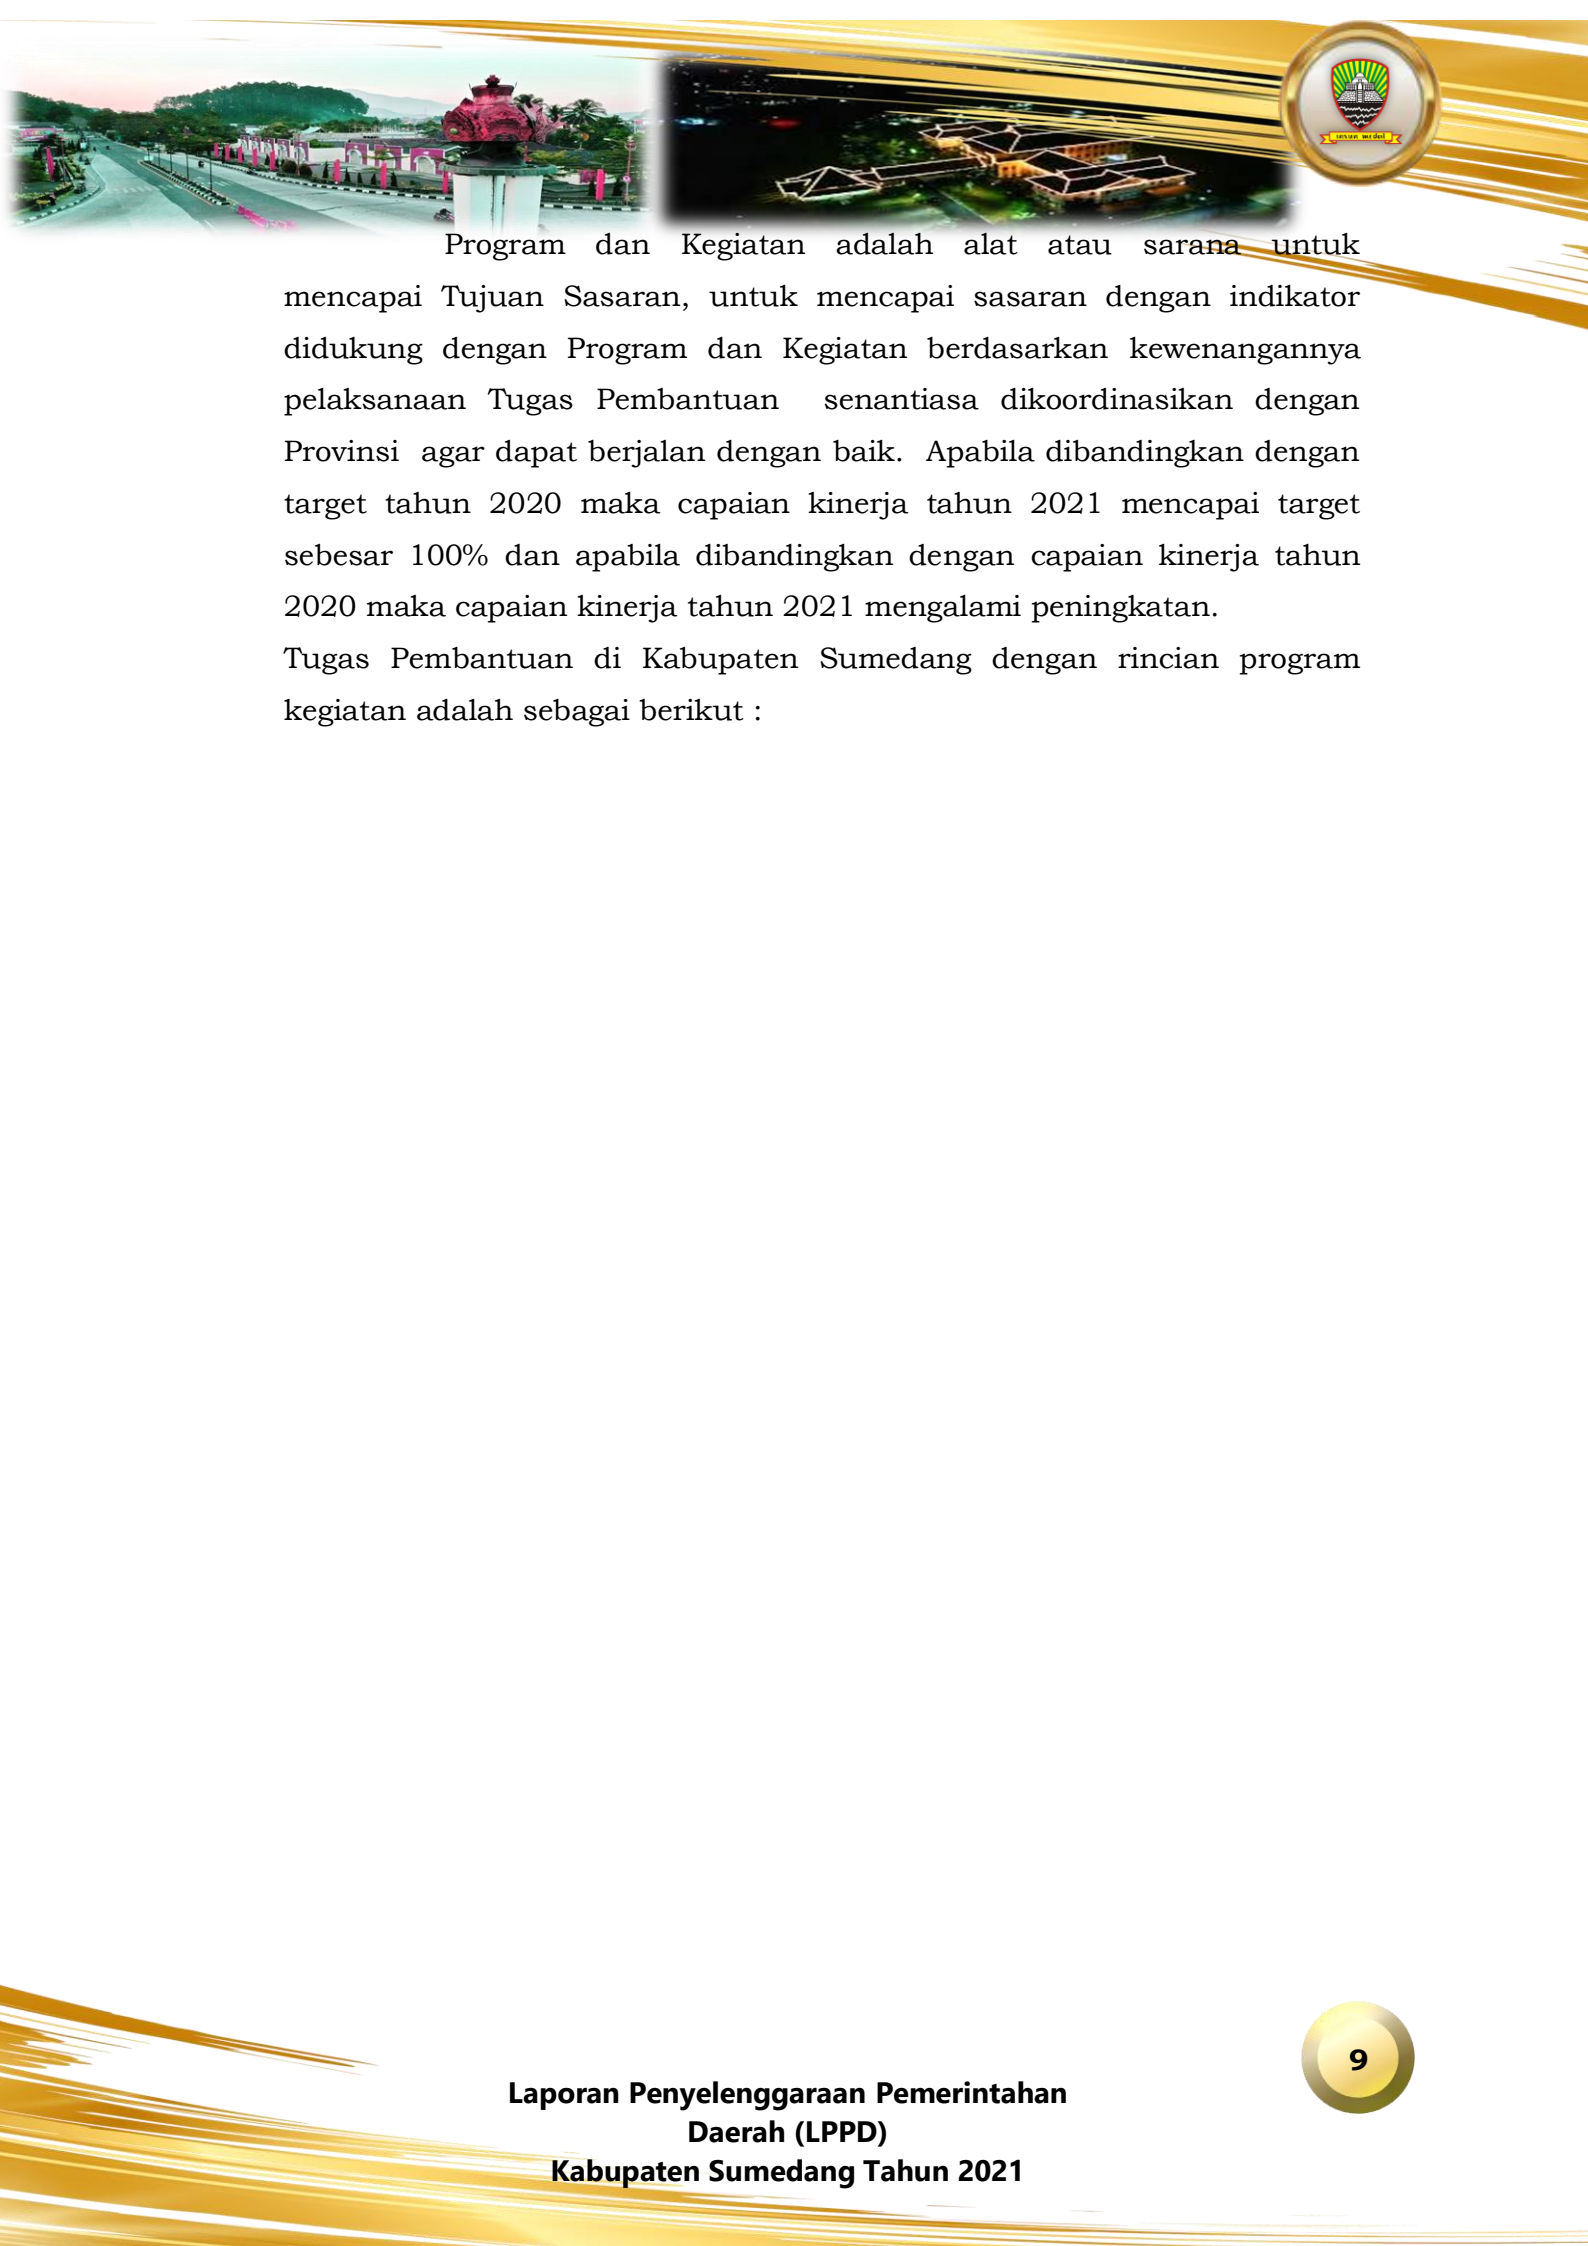 Program dan Kegiatan adalah alat atau sarana untuk
mencapai Tujuan Sasaran, untuk mencapai sasaran dengan indikator
didukung dengan Program dan Kegiatan berdasarkan kewenangannya
pelaksanaan Tugas Pembantuan senantiasa dikoordinasikan dengan
Provinsi agar dapat berjalan dengan baik. Apabila dibandingkan dengan
target tahun 2020 maka capaian kinerja tahun 2021 mencapai target
sebesar 100% dan apabila dibandingkan dengan capaian kinerja tahun
2020 maka capaian kinerja tahun 2021 mengalami peningkatan.
Tugas Pembantuan di Kabupaten Sumedang dengan rincian program
kegiatan adalah sebagai berikut :
9
Laporan Penyelenggaraan Pemerintahan
Daerah (LPPD)
Kabupaten Sumedang Tahun 2021